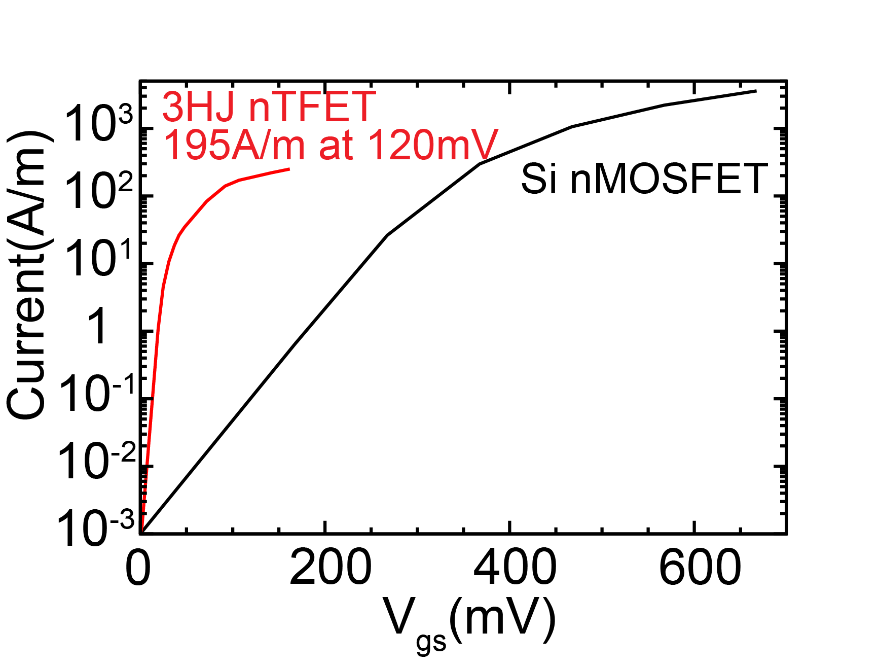 3HJ nTFET
195A/m at 120mV
Si nMOSFET
Current(A/m)
10³
10²
10¹
1
10⁻¹
10⁻²
10⁻³
0 200 400 600
Vgs(mV)